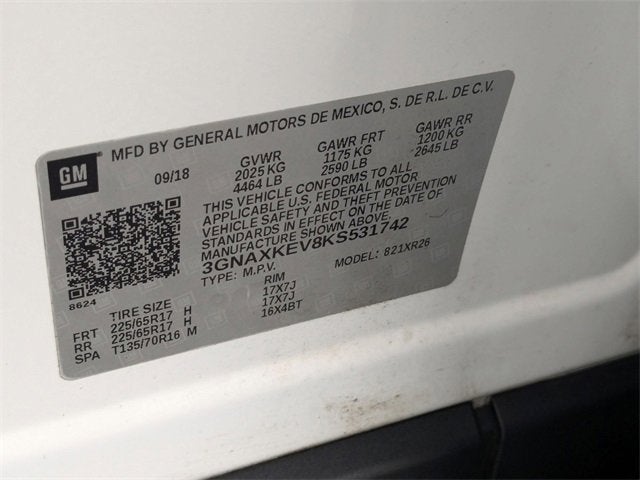 GM
MFD BY GENERAL MOTORS DE MEXICO, S. DE R.L. DE C.V.
09/18 GVWR GAWR FRT GAWR RR
2025 KG 1175 KG 1200 KG
4464 LB 2590 LB 2645 LB
THIS VEHICLE CONFORMS TO ALL
APPLICABLE U.S. FEDERAL MOTOR
VEHICLE SAFETY AND THEFT PREVENTION
STANDARDS IN EFFECT ON THE DATE OF
MANUFACTURE SHOWN ABOVE.
3GNAXKEV8KS531742
TYPE: M.P.V. MODEL: 821XR26
8624
TIRE SIZE RIM
FRT 225/65R17 H 17X7J
RR 225/65R17 H 17X7J
SPA T135/70R16 M 16X4BT